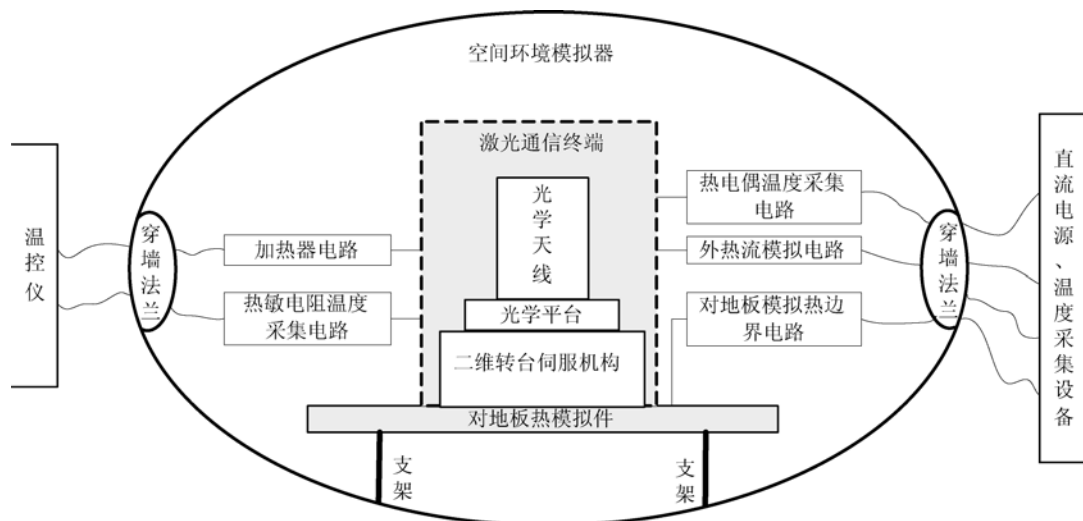 空间环境模拟器
激光通信终端
光学天线
光学平台
二维转台伺服机构
对地板热模拟件
支架
支架
温控仪
穿墙法兰
加热器电路
热敏电阻温度
采集电路
热电偶温度采集
电路
外热流模拟电路
对地板模拟热边
界电路
穿墙法兰
直流电源、温度采集设备